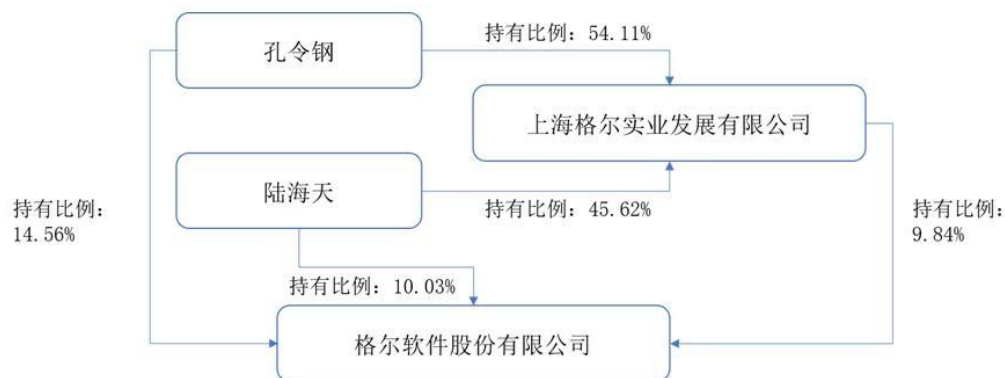 孔令钢
持有比例：54.11%
上海格尔实业发展有限公司
陆海天
持有比例：45.62%
持有比例：
14.56%
持有比例：
9.84%
持有比例：10.03%
格尔软件股份有限公司